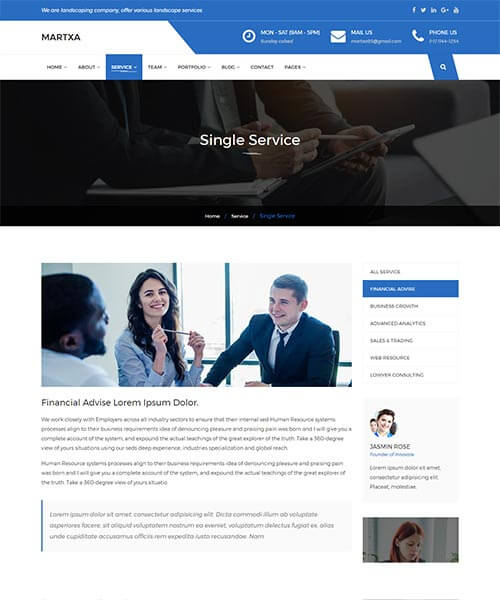 We are landscaping company, offer various landscape services
MARTXA
MON - SAT (9AM - 5PM)
Sunday colsed
MAIL US
martxa85@gmail.com
PHONE US
HOME
ABOUT
SERVICE
TEAM
PORTFOLIO
BLOG
CONTACT
PAGES
Single Service
Home / Service / Single Service
ALL SERVICE
FINANCIAL ADVISE
BUSINESS GROWTH
ADVANCED ANALYTICS
SALES & TRADING
WEB RESOURCE
LOWYER CONSULTING
Financial Advise Lorem Ipsum Dolor.
We work closely with Employers across all industry sectors to ensure that their internal sed Human Resource systems
processes align to their business requirements idea of denouncing pleasure and praising pain was born and I will give you a
complete account of the system, and expound the actual teachings of the great explorer of the truth. Take a 360-degree
view of yours situations using our seds deep experience, industries specialization and global reach.
Human Resource systems processes align to their business requirements idea of denouncing pleasure and praising pain was
born and I will give you a complete account of the system, and expound the actual teachings of the great explorer of
the truth. Take a 360-degree view of yours situatio
Lorem ipsum dolor sit amet, consectetur adipisicing elit. Dicta commodi illum ab voluptate
asperiores facere, sit aliquid voluptatem nostrum ea eveniet, voluptatem delectus fugiat ex, alias
unde cupiditate accusamus officiis rem expedita iusto recusandae? Nam.
JASMIN ROSE
Founder of Innovate
Lorem ipsum dolor sit amet,
consectetur adipisicing elit.
Placeat, molestiae.